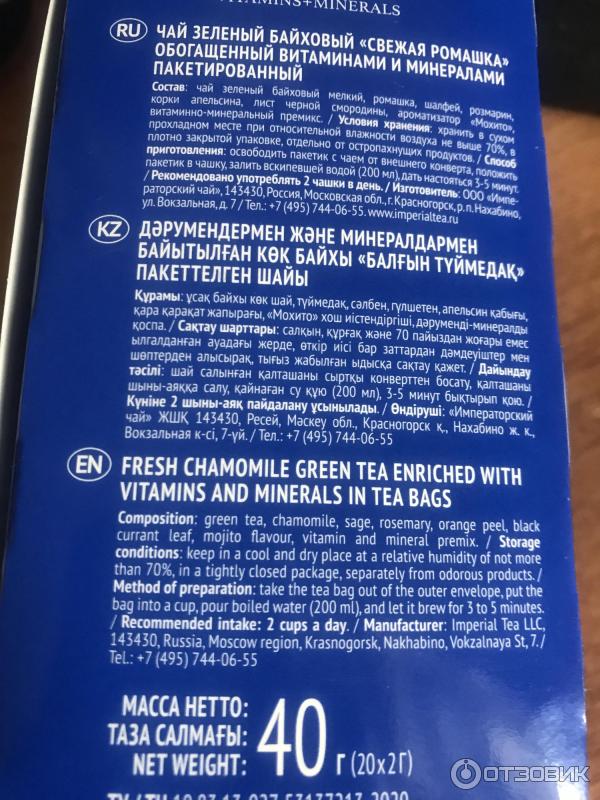 VITAMINS+MINERALS
RU ЧАЙ ЗЕЛЕНЫЙ БАЙХОВЫЙ «СВЕЖАЯ РОМАШКА»
ОБОГАЩЕННЫЙ ВИТАМИНАМИ И МИНЕРАЛАМИ
ПАКЕТИРОВАННЫЙ
Состав: чай зеленый байховый мелкий, ромашка, шалфей, розмарин,
корки апельсина, лист черной смородины, ароматизатор «Мохито»,
витаминно-минеральный премикс. / Условия хранения: хранить в сухом
прохладном месте при относительной влажности воздуха не выше 70%, в
плотно закрытой упаковке, отдельно от остропахнущих продуктов. / Способ
приготовления: освободить пакетик с чаем от внешнего конверта, положить
пакетик в чашку, залить вскипевшей водой (200 мл), дать настояться 3-5 минут.
/ Рекомендовано употреблять 2 чашки в день. / Изготовитель: ООО «Импе-
раторский чай», 143430, Россия, Московская обл., г. Красногорск, р. п. Нахабино,
ул. Вокзальная, д. 7 / Тел.: +7 (495) 744-06-55. www.imperialtea.ru
KZ ДӘРУМЕНДЕРМЕН ЖӘНЕ МИНЕРАЛДАРМЕН
БАЙЫТЫЛҒАН КӨК БАЙХЫ «БАЛҒЫН ТҮЙМЕДАҚ»
ПАКЕТТЕЛГЕН ШАЙЫ
Құрамы: ұсақ байхы көк шай, түймедақ, сәлбен, гүлшетен, апельсин қабығы,
қара қарақат жапырағы, «Мохито» хош иістендіргіші, дәруменді-минералды
қоспа. / Сақтау шарттары: салқын, құрғақ және 70 пайыздан жоғары емес
ылғалданған ауадағы жерде, өткір иісі бар заттардан дәмдеуіштер мен
шөптерден алысырақ, тығыз жабылған ыдысқа сақтау қажет. / Дайындау
тәсілі: шай салынған қалташаны сыртқы конверттен босату, қалташаны
шыны-аяққа салу, қайнаған су құю (200 мл), 3-5 минут бықтырып қою. /
Күніне 2 шыны-аяқ пайдалану ұсынылады. / Өндіруші: «Императорский
чай» ЖШҚ 143430, Ресей, Маскеу обл., Красногорск қ., Нахабино ж. к.,
Вокзальная к-сі, 7-үй. / Тел.: +7 (495) 744-06-55
EN FRESH CHAMOMILE GREEN TEA ENRICHED WITH
VITAMINS AND MINERALS IN TEA BAGS
Composition: green tea, chamomile, sage, rosemary, orange peel, black
currant leaf, mojito flavour, vitamin and mineral premix. / Storage
conditions: keep in a cool and dry place at a relative humidity of not more
than 70%, in a tightly closed package, separately from odorous products. /
Method of preparation: take the tea bag out of the outer envelope, put the
bag into a cup, pour boiled water (200 ml), and let it brew for 3 to 5 minutes.
/ Recommended intake: 2 cups a day. / Manufacturer: Imperial Tea LLC,
143430, Russia, Moscow region, Krasnogorsk, Nakhabino, Vokzalnaya St, 7. /
Tel.: +7 (495) 744-06-55
МАССА НЕТТО:
ТАЗА САЛМАҒЫ:
NET WEIGHT:
40 г (20х2Г)
ОТЗОВИК